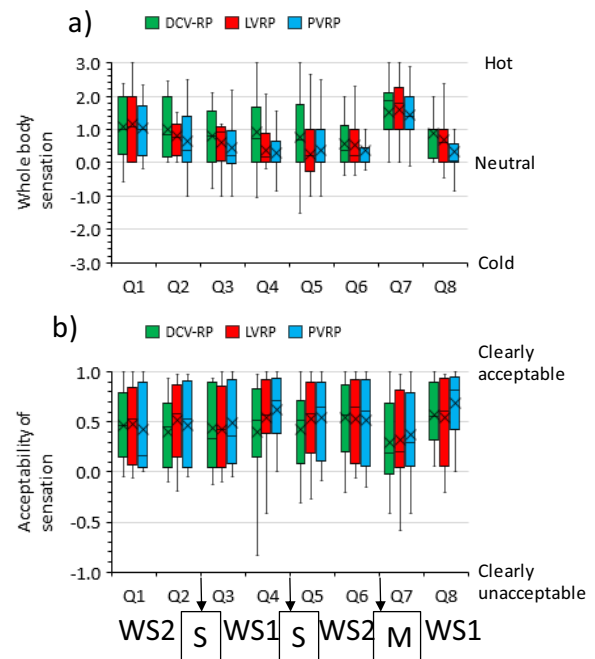 a)
DCV-RP LVRP PVRP
Whole body
sensation
3.0
2.0
1.0
0.0
-1.0
-2.0
-3.0
Hot
Neutral
Cold
Q1 Q2 Q3 Q4 Q5 Q6 Q7 Q8
b)
DCV-RP LVRP PVRP
Acceptability of
sensation
1.0
0.5
0.0
-0.5
-1.0
Clearly
acceptable
Clearly
unacceptable
Q1 Q2 Q3 Q4 Q5 Q6 Q7 Q8
WS2 S WS1 S WS2 M WS1